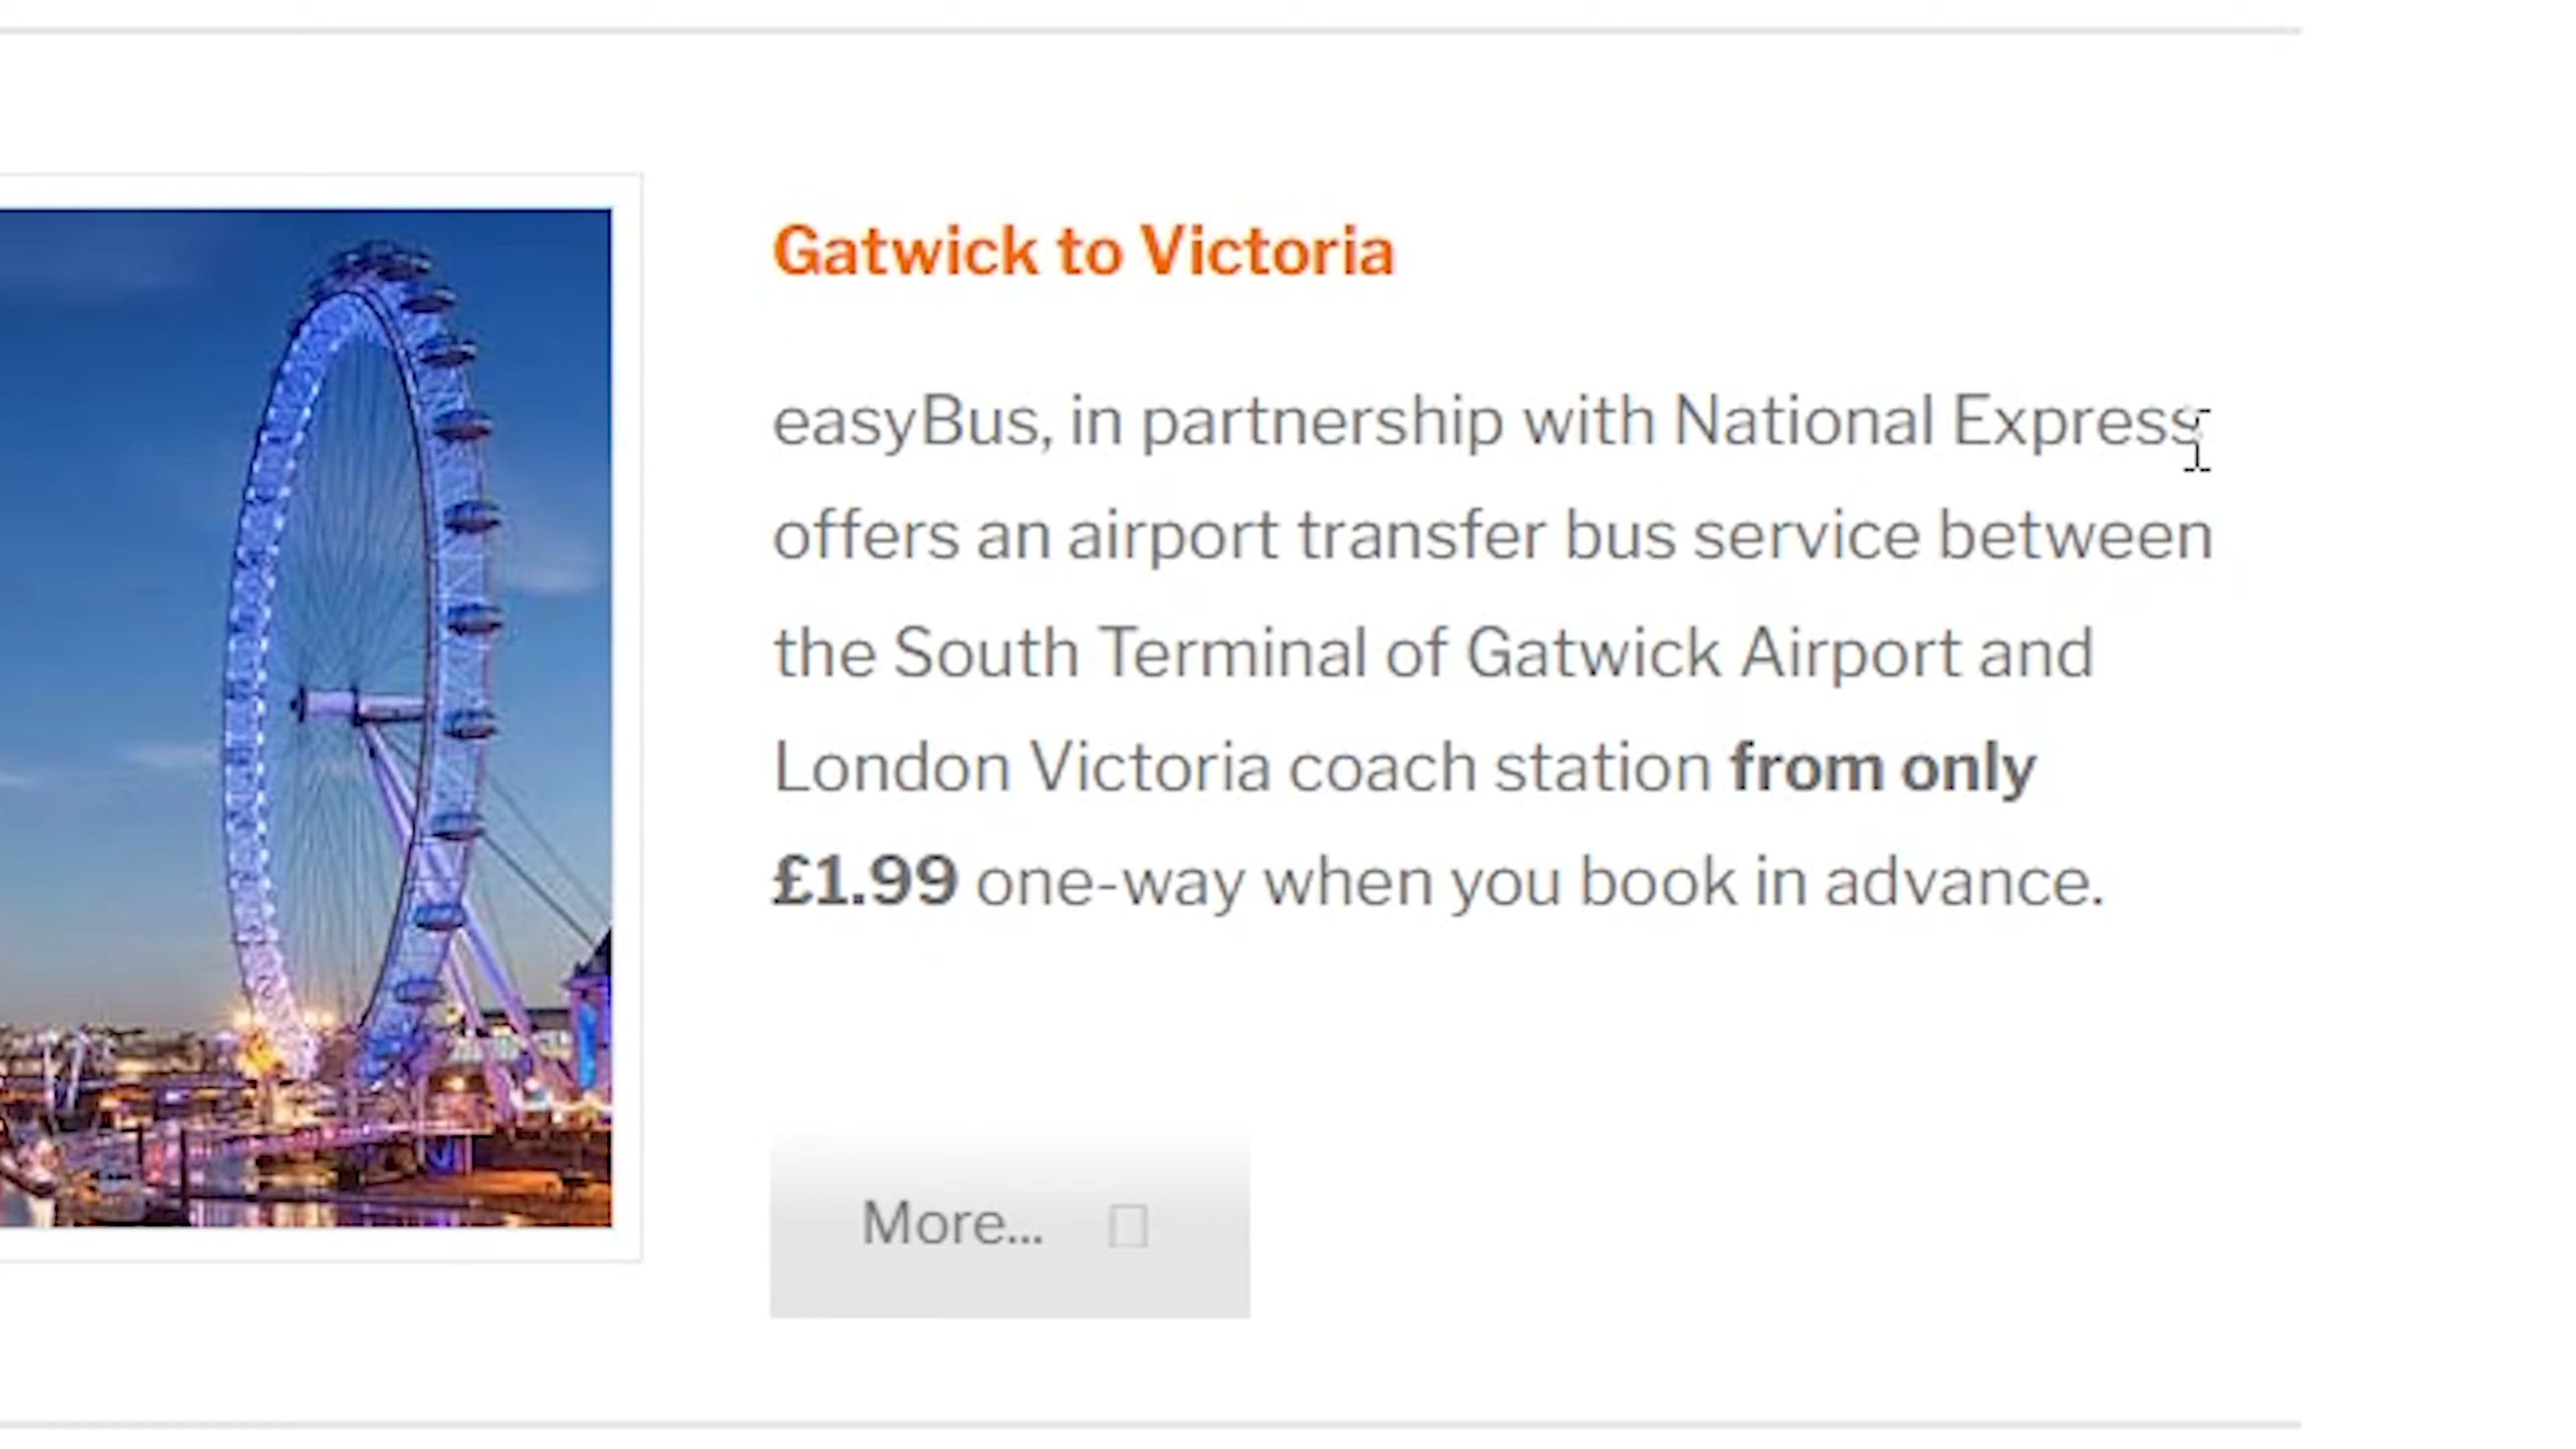 Gatwick to Victoria
easyBus, in partnership with National Express
offers an airport transfer bus service between
the South Terminal of Gatwick Airport and
London Victoria coach station from only
£1.99 one-way when you book in advance.
More...